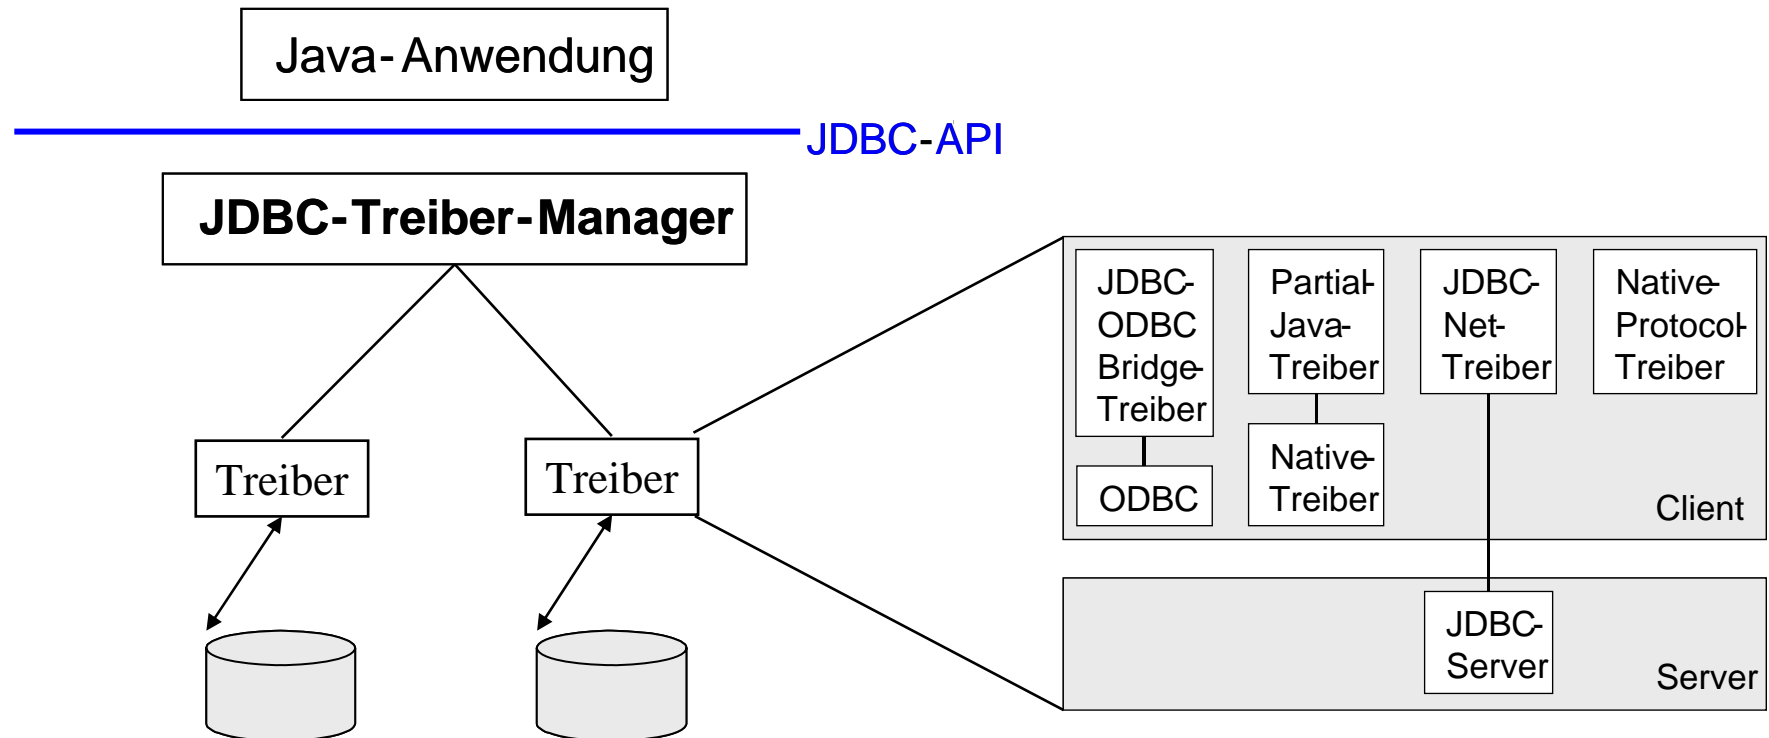 Java-Anwendung
JDBC-API
JDBC-Treiber-Manager
Treiber
Treiber
JDBC-
ODBC
Bridge-
Treiber
ODBC
Partial-
Java-
Treiber
Native-
Treiber
JDBC-
Net-
Treiber
Native-
Protocol-
Treiber
Client
JDBC-
Server
Server